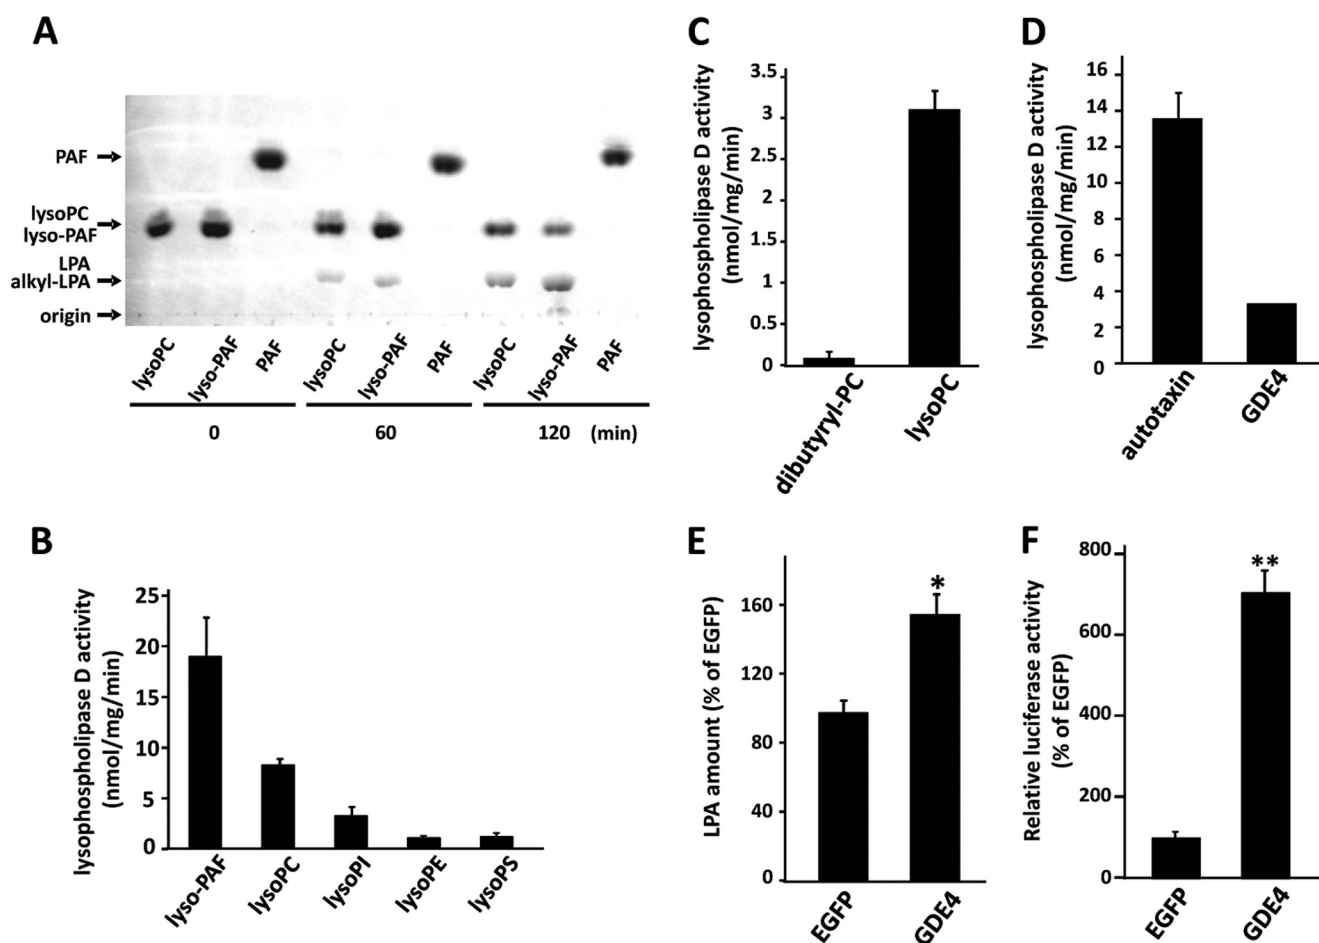 A
PAF
lysoPC
lyso-PAF
LPA
alkyl-LPA
origin
lysoPC
lyso-PAF
PAF
lysoPC
lyso-PAF
PAF
lysoPC
lyso-PAF
PAF
0
60
120
(min)
B
lysophospholipase D activity
(nmol/mg/min)
25
20
15
10
5
0
lyso-PAF
lysoPC
lysoPI
lysoPE
lysoPS
C
lysophospholipase D activity
(nmol/mg/min)
3.5
3
2.5
2
1.5
1
0.5
0
dibutyryl-PC
lysoPC
D
lysophospholipase D activity
(nmol/mg/min)
16
14
12
10
8
6
4
2
0
autotaxin
GDE4
E
LPA amount (% of EGFP)
160
120
80
40
0
*
EGFP
GDE4
F
Relative luciferase activity
(% of EGFP)
800
600
400
200
0
**
EGFP
GDE4